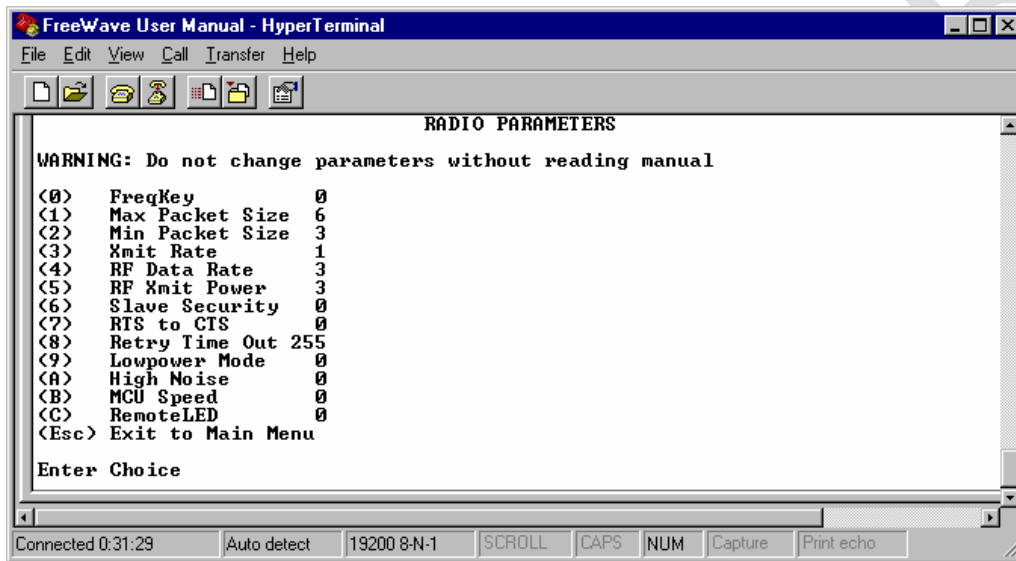 FreeWave User Manual - HyperTerminal
File Edit View Call Transfer Help
RADIO PARAMETERS
WARNING: Do not change parameters without reading manual
(0) FreqKey 0
(1) Max Packet Size 6
(2) Min Packet Size 3
(3) Xmit Rate 1
(4) RF Data Rate 3
(5) RF Xmit Power 3
(6) Slave Security 0
(7) RTS to CTS 0
(8) Retry Time Out 255
(9) Lowpower Mode 0
(A) High Noise 0
(B) MCU Speed 0
(C) RemoteLED 0
(Esc) Exit to Main Menu
Enter Choice
Connected 0:31:29 Auto detect 19200 8-N-1 SCROLL CAPS NUM Capture Print echo